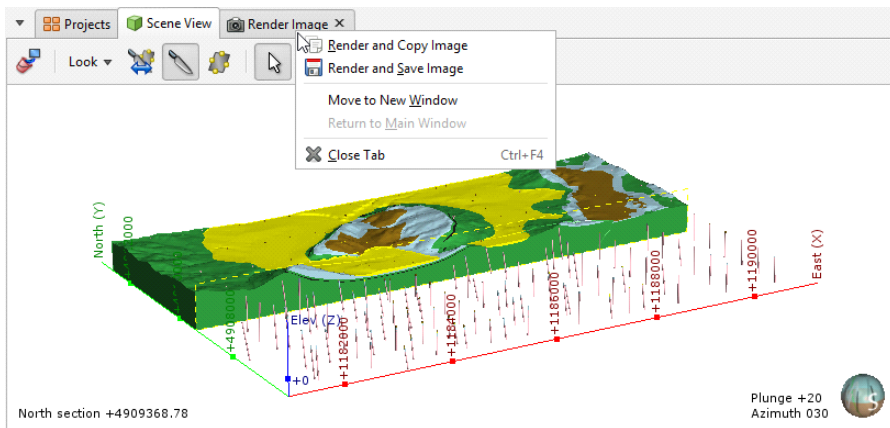 Projects
Scene View
Render Image
Render and Copy Image
Look
Render and Save Image
Move to New Window
Return to Main Window
Close Tab Ctrl+F4
North (Y)
East (X)
+1190000
+1188000
+1186000
+1184000
+1182000
+4908000
Elev (Z)
+0
Plunge +20
Azimuth 030
North section +4909368.78
S